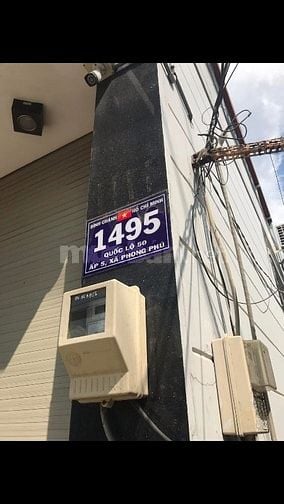 BÌNH CHÁNH HỒ CHÍ MINH
1495
QUỐC LỘ 50
ẤP 5, XÃ PHONG PHÚ